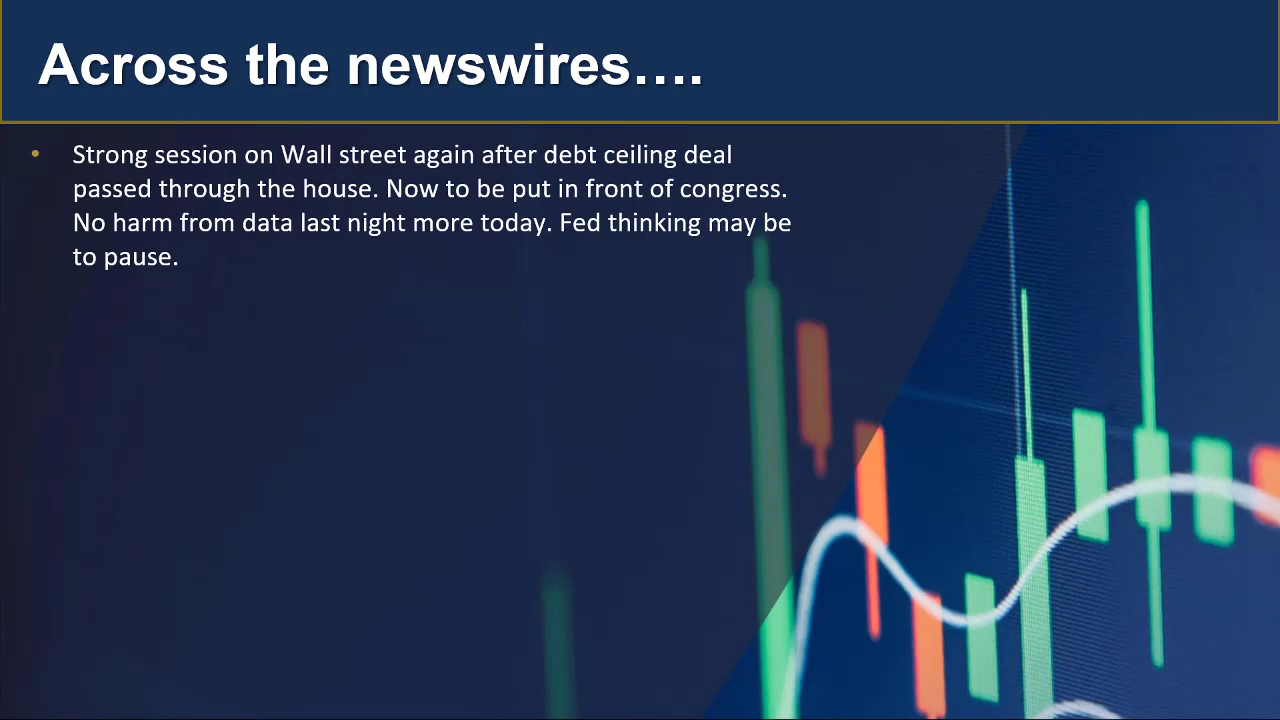 Across the newswires….
• Strong session on Wall street again after debt ceiling deal
passed through the house. Now to be put in front of congress.
No harm from data last night more today. Fed thinking may be
to pause.